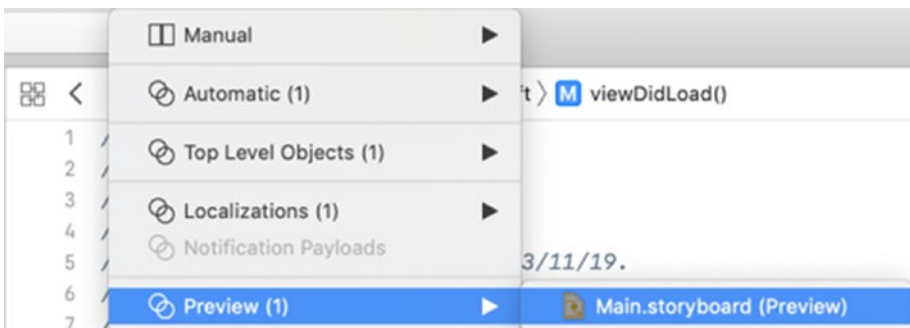 Manual
Automatic (1)
t 〉 M viewDidLoad()
Top Level Objects (1)
Localizations (1)
Notification Payloads
3/11/19.
Preview (1)
Main.storyboard (Preview)
1 /
2 /
3 /
4 /
5 /
6 /
7 /